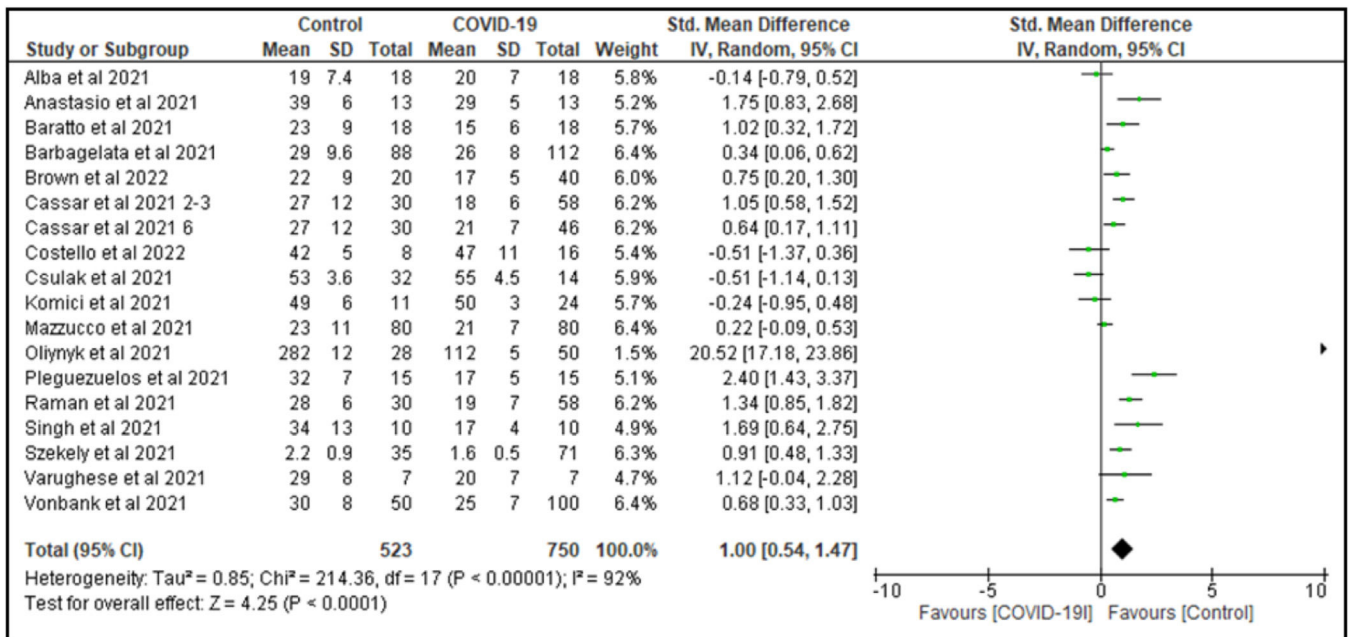 Control COVID-19 Std. Mean Difference Std. Mean Difference
Study or Subgroup Mean SD Total Mean SD Total Weight IV, Random, 95% CI IV, Random, 95% CI
Alba et al 2021 19 7.4 18 20 7 18 5.8% -0.14 [-0.79, 0.52]
Anastasio et al 2021 39 6 13 29 5 13 5.2% 1.75 [0.83, 2.68]
Baratto et al 2021 23 9 18 15 6 18 5.7% 1.02 [0.32, 1.72]
Barbagelata et al 2021 29 9.6 88 26 8 112 6.4% 0.34 [0.06, 0.62]
Brown et al 2022 22 9 20 17 5 40 6.0% 0.75 [0.20, 1.30]
Cassar et al 2021 2-3 27 12 30 18 6 58 6.2% 1.05 [0.58, 1.52]
Cassar et al 2021 6 27 12 30 21 7 46 6.2% 0.64 [0.17, 1.11]
Costello et al 2022 42 5 8 47 11 16 5.4% -0.51 [-1.37, 0.36]
Csulak et al 2021 53 3.6 32 55 4.5 14 5.9% -0.51 [-1.14, 0.13]
Komici et al 2021 49 6 11 50 3 24 5.7% -0.24 [-0.95, 0.48]
Mazzucco et al 2021 23 11 80 21 7 80 6.4% 0.22 [-0.09, 0.53]
Oliynyk et al 2021 282 12 28 112 5 50 1.5% 20.52 [17.18, 23.86]
Pleguezuelos et al 2021 32 7 15 17 5 15 5.1% 2.40 [1.43, 3.37]
Raman et al 2021 28 6 30 19 7 58 6.2% 1.34 [0.85, 1.82]
Singh et al 2021 34 13 10 17 4 10 4.9% 1.69 [0.64, 2.75]
Szekely et al 2021 2.2 0.9 35 1.6 0.5 71 6.3% 0.91 [0.48, 1.33]
Varughese et al 2021 29 8 7 20 7 7 4.7% 1.12 [-0.04, 2.28]
Vonbank et al 2021 30 8 50 25 7 100 6.4% 0.68 [0.33, 1.03]
Total (95% CI) 523 750 100.0% 1.00 [0.54, 1.47]
Heterogeneity: Tau² = 0.85; Chi² = 214.36, df = 17 (P < 0.00001); I² = 92%
Test for overall effect: Z = 4.25 (P < 0.0001)
-10 -5 0 5 10
Favours [COVID-19I] Favours [Control]